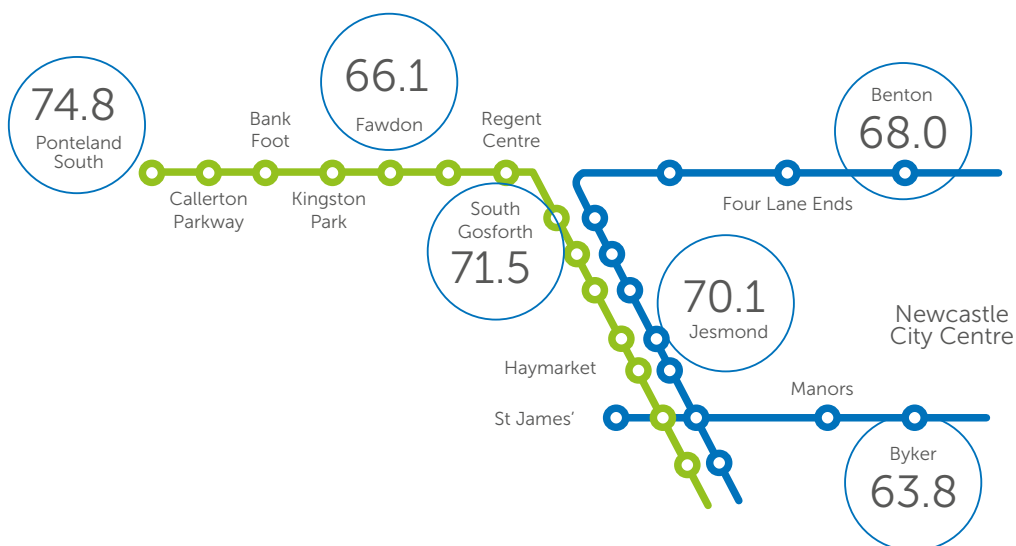 74.8
Ponteland
South
Callerton
Parkway
Bank
Foot
Kingston
Park
66.1
Fawdon
Regent
Centre
South
Gosforth
71.5
Benton
68.0
Four Lane Ends
70.1
Jesmond
Newcastle
City Centre
Haymarket
St James'
Manors
Byker
63.8